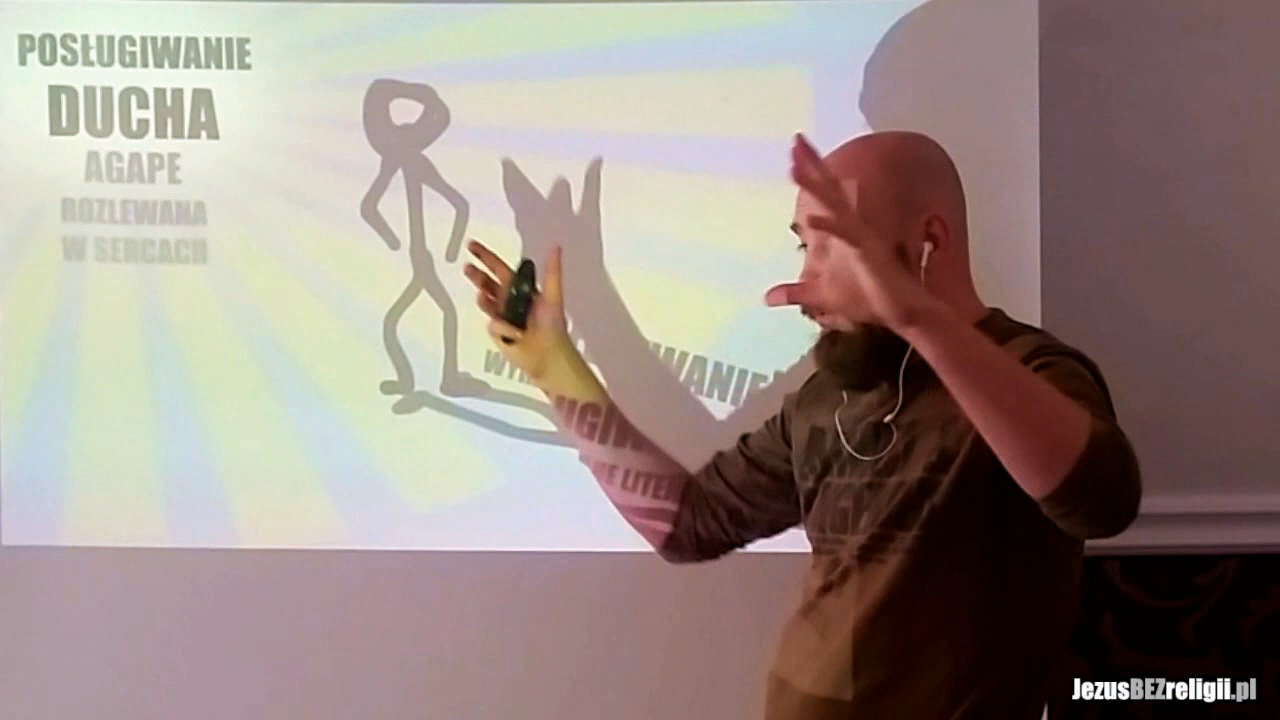 POSŁUGIWANIE
DUCHA
AGAPE
ROZLEWANA
W SERCACH
JezusBEZreligii.pl